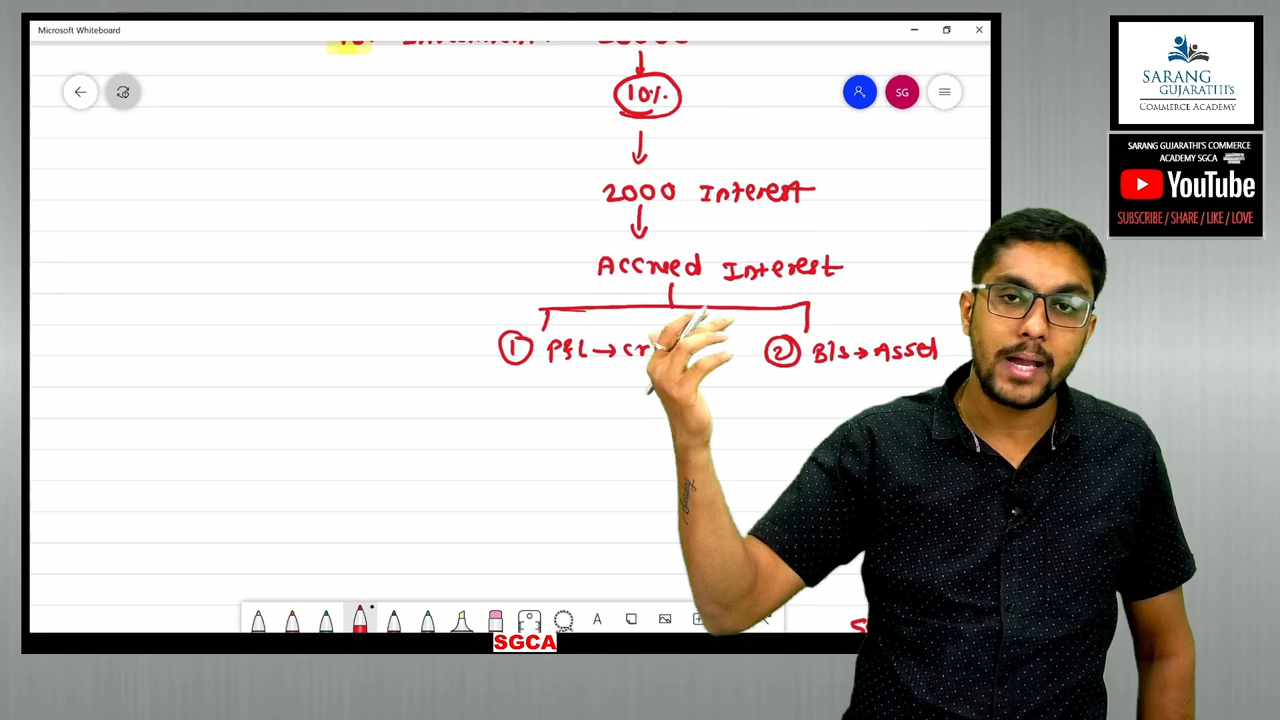 Microsoft Whiteboard
10%
2000 Interest
Accrued Interest
① P&L → Cr
② B/s → Asset
SG
SARANG
GUJARATHI'S
COMMERCE ACADEMY
SARANG GUJARATHI'S COMMERCE
ACADEMY SGCA
YouTube
SUBSCRIBE / SHARE / LIKE / LOVE
A
SGCA